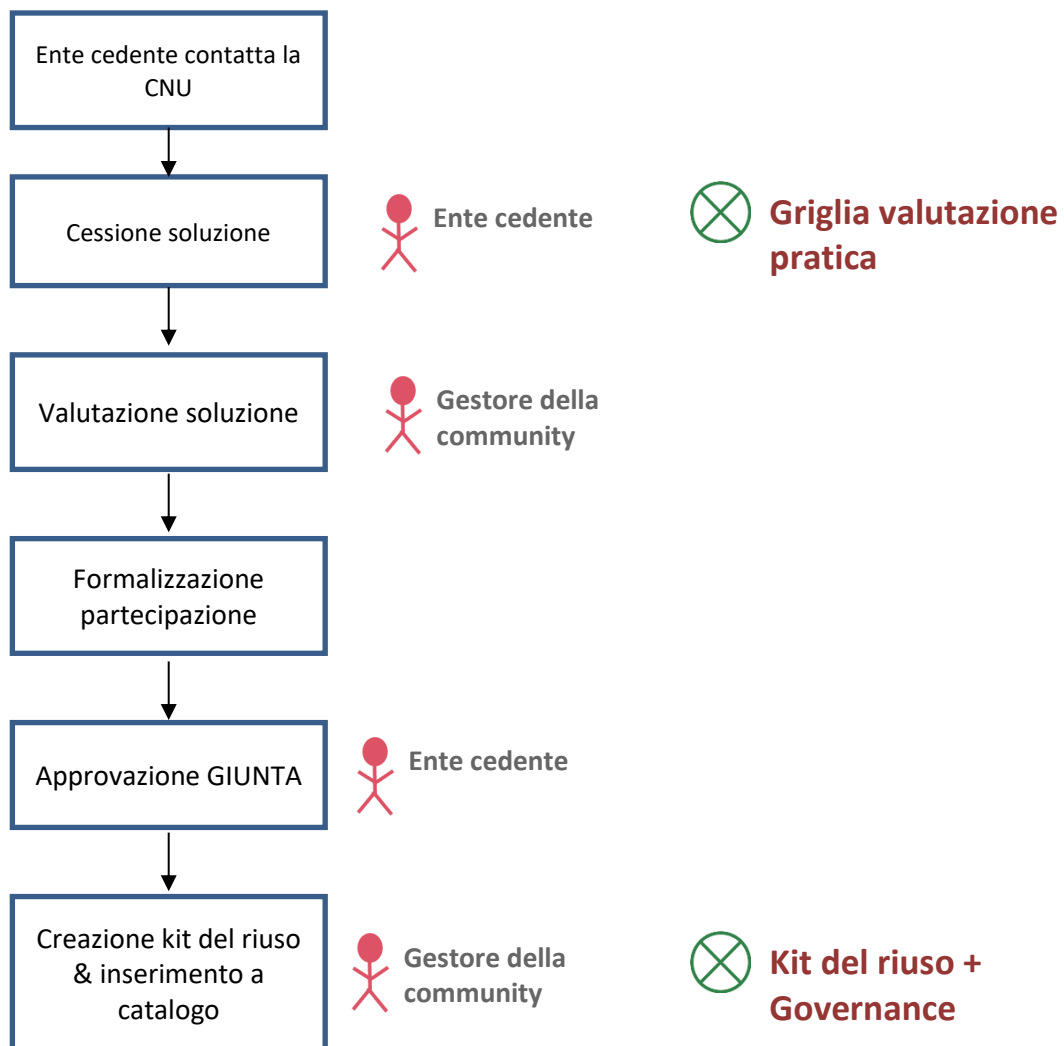 Ente cedente contatta la
CNU
Cessione soluzione
Ente cedente
Griglia valutazione
pratica
Valutazione soluzione
Gestore della
community
Formalizzazione
partecipazione
Approvazione GIUNTA
Ente cedente
Creazione kit del riuso
& inserimento a
catalogo
Gestore della
community
Kit del riuso +
Governance